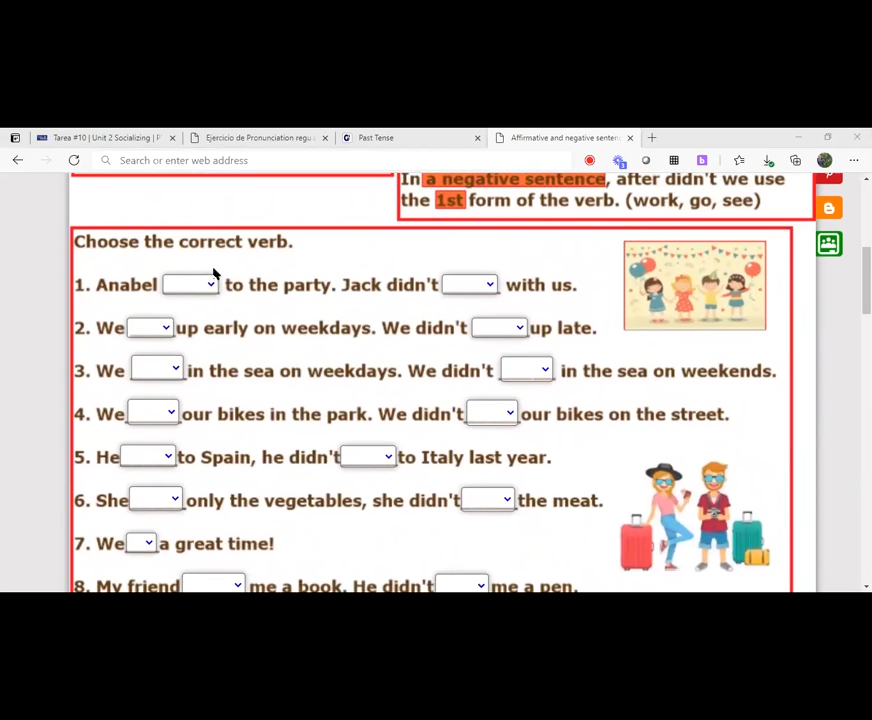 Tarea #10 | Unit 2 Socializing | P
Ejercicio de Pronunciation regu
Past Tense
Affirmative and negative senten
Search or enter web address
In a negative sentence, after didn't we use
the 1st form of the verb. (work, go, see)
Choose the correct verb.
1. Anabel to the party. Jack didn't with us.
2. We up early on weekdays. We didn't up late.
3. We in the sea on weekdays. We didn't in the sea on weekends.
4. We our bikes in the park. We didn't our bikes on the street.
5. He to Spain, he didn't to Italy last year.
6. She only the vegetables, she didn't the meat.
7. We a great time!
8. My friend me a book. He didn't me a pen.